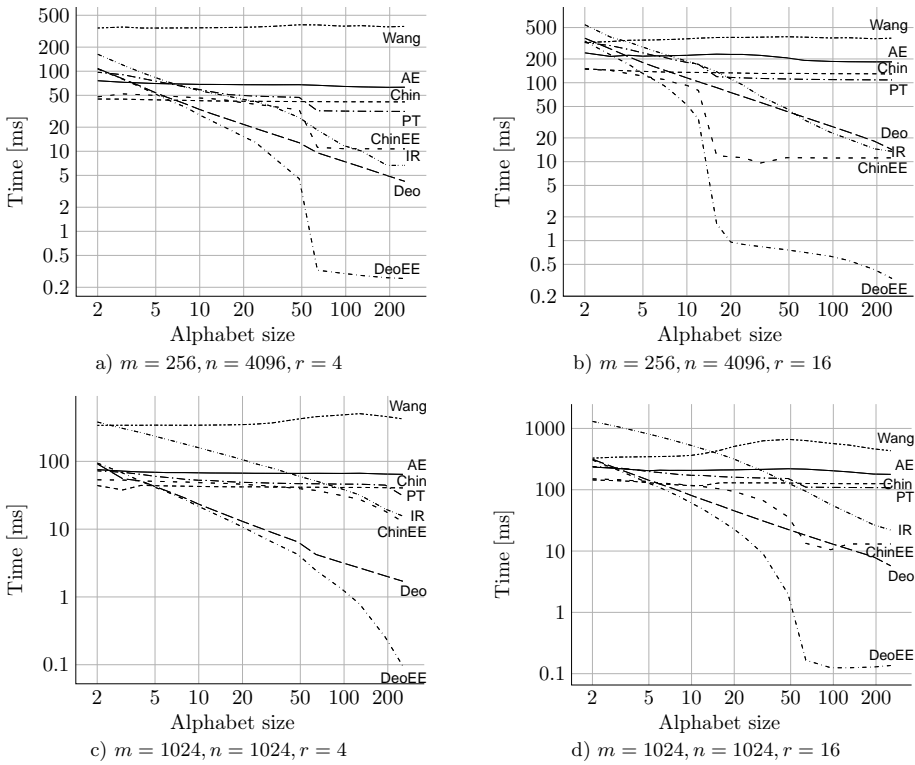 500
200
100
50
20
10
5
2
1
0.5
0.2
Time [ms]
Wang
AE
Chin
PT
ChinEE
IR
Deo
DeoEE
2 5 10 20 50 100 200
Alphabet size
a) m = 256, n = 4096, r = 4
500
200
100
50
20
10
5
2
1
0.5
0.2
Time [ms]
Wang
AE
Chin
PT
Deo
IR
ChinEE
DeoEE
2 5 10 20 50 100 200
Alphabet size
b) m = 256, n = 4096, r = 16
100
10
1
0.1
Time [ms]
Wang
AE
Chin
PT
IR
ChinEE
Deo
DeoEE
2 5 10 20 50 100 200
Alphabet size
c) m = 1024, n = 1024, r = 4
1000
100
10
1
0.1
Time [ms]
Wang
AE
Chin
PT
IR
ChinEE
Deo
DeoEE
2 5 10 20 50 100 200
Alphabet size
d) m = 1024, n = 1024, r = 16